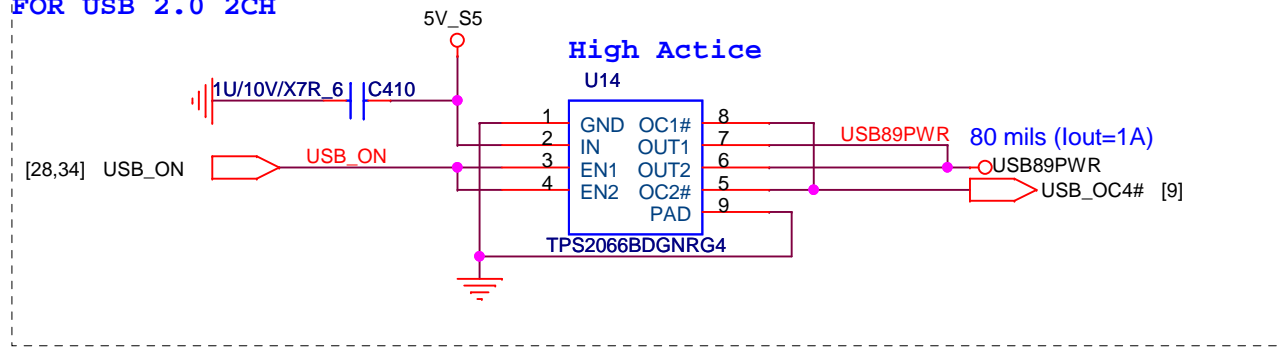 FOR USB 2.0 2CH
5V_S5
High Actice
U14
1U/10V/X7R_6 C410
1 GND OC1# 8
2 IN OUT1 7
3 EN1 OUT2 6
4 EN2 OC2# 5
PAD 9
TPS2066BDGNRG4
[28,34] USB_ON
USB_ON
USB89PWR
80 mils (Iout=1A)
USB89PWR
USB_OC4# [9]